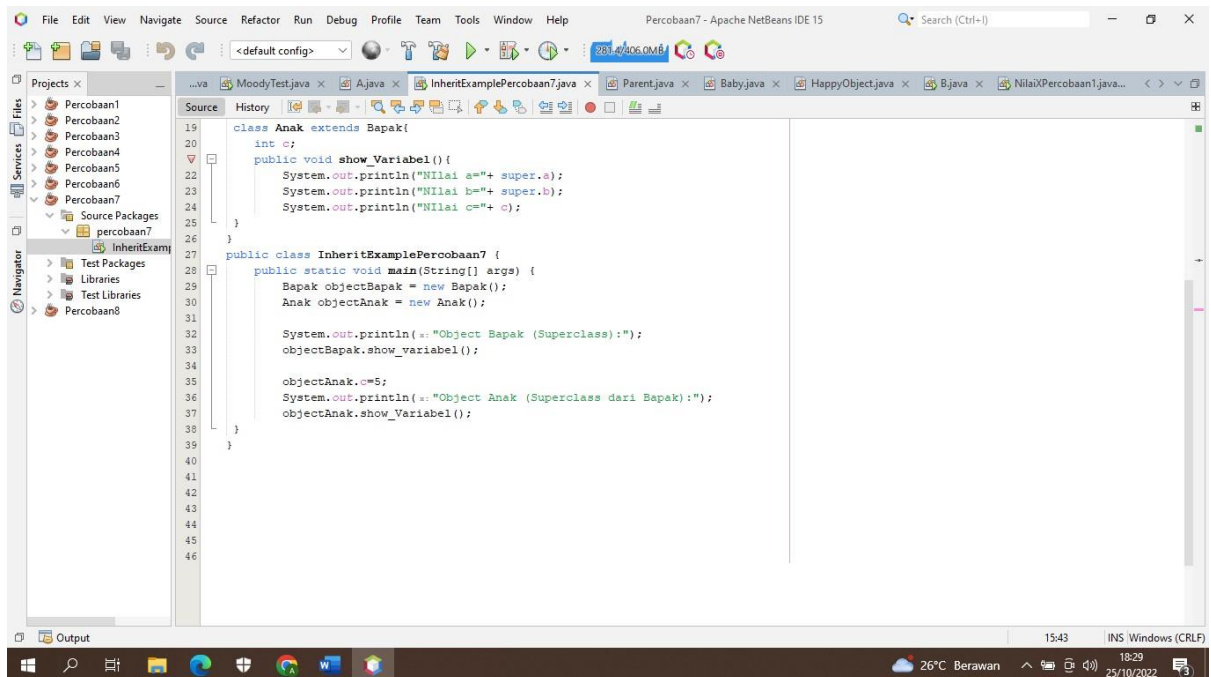 File Edit View Navigate Source Refactor Run Debug Profile Team Tools Window Help Percobaan7 - Apache NetBeans IDE 15 Search (Ctrl+I)
<default config> 281.4/406.0MB
Projects ...va MoodyTest.java A.java InheritExamplePercobaan7.java Parent.java Baby.java HappyObject.java B.java NilaiXPercobaan1.java...
Source History
Files
Services
Navigator
Percobaan1
Percobaan2
Percobaan3
Percobaan4
Percobaan5
Percobaan6
Percobaan7
Source Packages
percobaan7
InheritExamp
Test Packages
Libraries
Test Libraries
Percobaan8
19 class Anak extends Bapak{
20 int c;
public void show_Variabel(){
22 System.out.println("NIlai a="+ super.a);
23 System.out.println("NIlai b="+ super.b);
24 System.out.println("NIlai c="+ c);
25 }
26 }
27 public class InheritExamplePercobaan7 {
28 public static void main(String[] args) {
29 Bapak objectBapak = new Bapak();
30 Anak objectAnak = new Anak();
31
32 System.out.println( x: "Object Bapak (Superclass):");
33 objectBapak.show_variabel();
34
35 objectAnak.c=5;
36 System.out.println( x: "Object Anak (Superclass dari Bapak):");
37 objectAnak.show_Variabel();
38 }
39 }
40
41
42
43
44
45
46
Output 15:43 INS Windows (CRLF)
26°C Berawan 18:29
25/10/2022